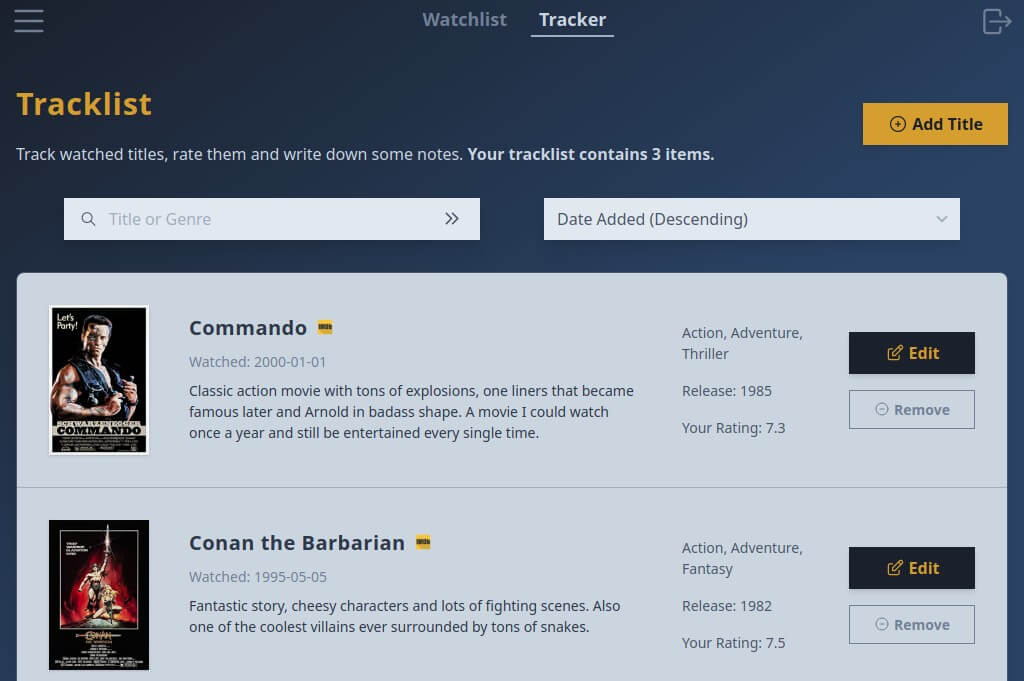 Watchlist Tracker
Tracklist
Add Title
Track watched titles, rate them and write down some notes. Your tracklist contains 3 items.
Title or Genre
Date Added (Descending)
Let's
Party!
SCHWARZENEGGER
COMMANDO
Commando
Watched: 2000-01-01
Classic action movie with tons of explosions, one liners that became
famous later and Arnold in badass shape. A movie I could watch
once a year and still be entertained every single time.
Action, Adventure,
Thriller
Release: 1985
Your Rating: 7.3
Edit
Remove
CONAN
Conan the Barbarian
Watched: 1995-05-05
Fantastic story, cheesy characters and lots of fighting scenes. Also
one of the coolest villains ever surrounded by tons of snakes.
Action, Adventure,
Fantasy
Release: 1982
Your Rating: 7.5
Edit
Remove